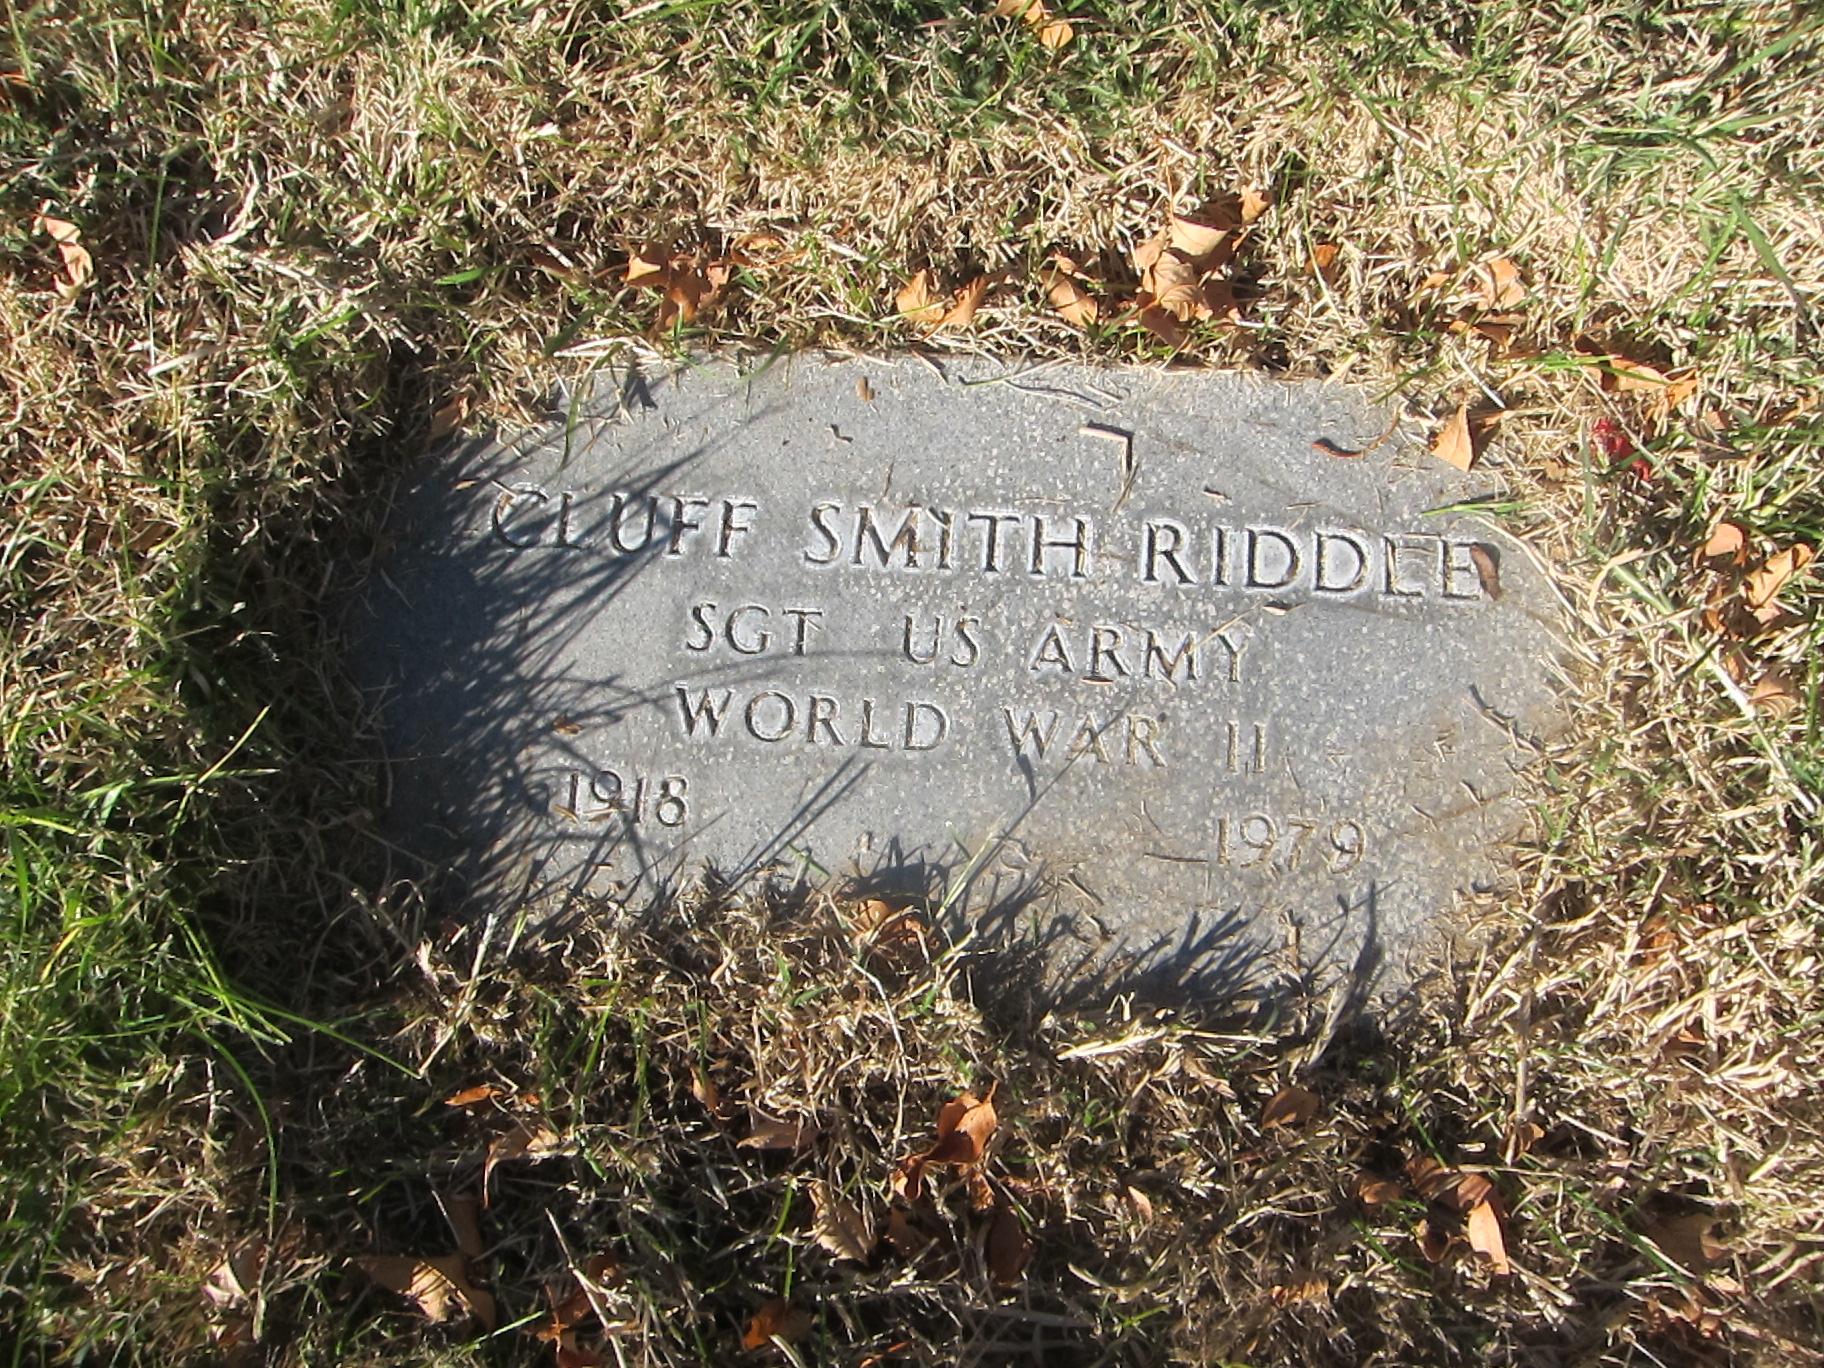 CLUFF SMITH RIDDLE
SGT US ARMY
WORLD WAR II
1918 1979